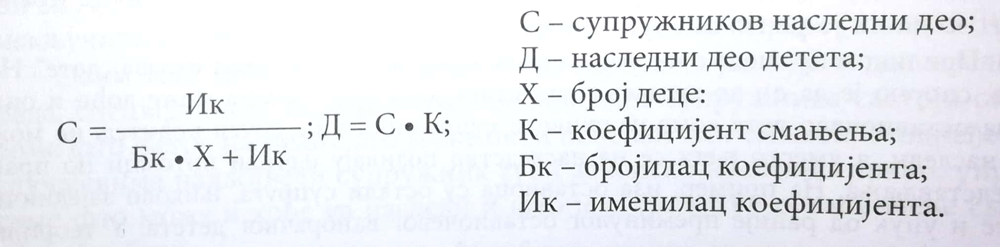 С = Ик / Бк • Х + Ик ; Д = С • К;
С – супружников наследни део;
Д – наследни део детета;
Х – број деце:
К – коефицијент смањења;
Бк – бројилац коефицијента;
Ик – именилац коефицијента.